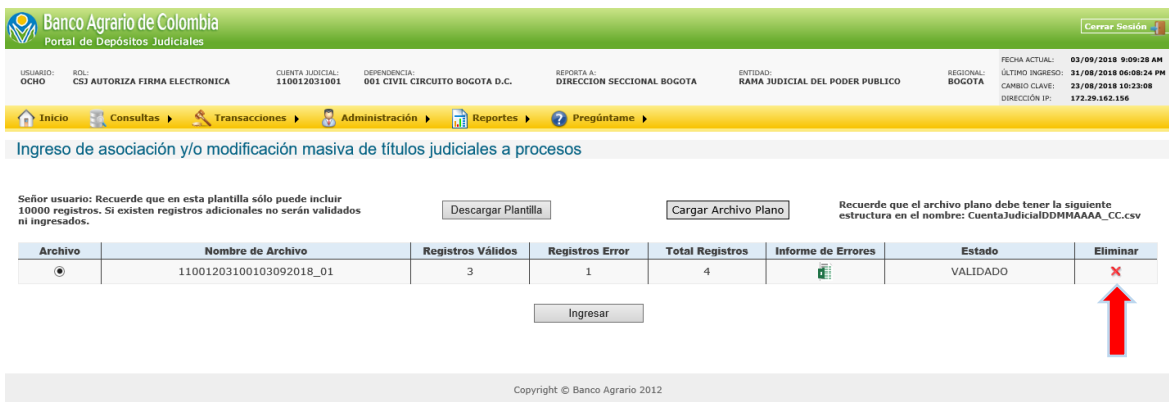 Banco Agrario de Colombia
Portal de Depósitos Judiciales
Cerrar Sesión
USUARIO: ROL: CUENTA JUDICIAL: DEPENDENCIA: REPORTA A: ENTIDAD: REGIONAL:
OCHO CSJ AUTORIZA FIRMA ELECTRONICA 110012031001 001 CIVIL CIRCUITO BOGOTA D.C. DIRECCION SECCIONAL BOGOTA RAMA JUDICIAL DEL PODER PUBLICO BOGOTA
FECHA ACTUAL: 03/09/2018 9:09:28 AM
ÚLTIMO INGRESO: 31/08/2018 06:08:24 PM
CAMBIO CLAVE: 23/08/2018 10:23:08
DIRECCIÓN IP: 172.29.162.156
Inicio Consultas Transacciones Administración Reportes Pregúntame
Ingreso de asociación y/o modificación masiva de títulos judiciales a procesos
Señor usuario: Recuerde que en esta plantilla sólo puede incluir
10000 registros. Si existen registros adicionales no serán validados
ni ingresados.
Descargar Plantilla
Cargar Archivo Plano
Recuerde que el archivo plano debe tener la siguiente
estructura en el nombre: CuentaJudicialDDMMAAAA_CC.csv
Archivo Nombre de Archivo Registros Válidos Registros Error Total Registros Informe de Errores Estado Eliminar
11001203100103092018_01 3 1 4 VALIDADO
Ingresar
Copyright © Banco Agrario 2012